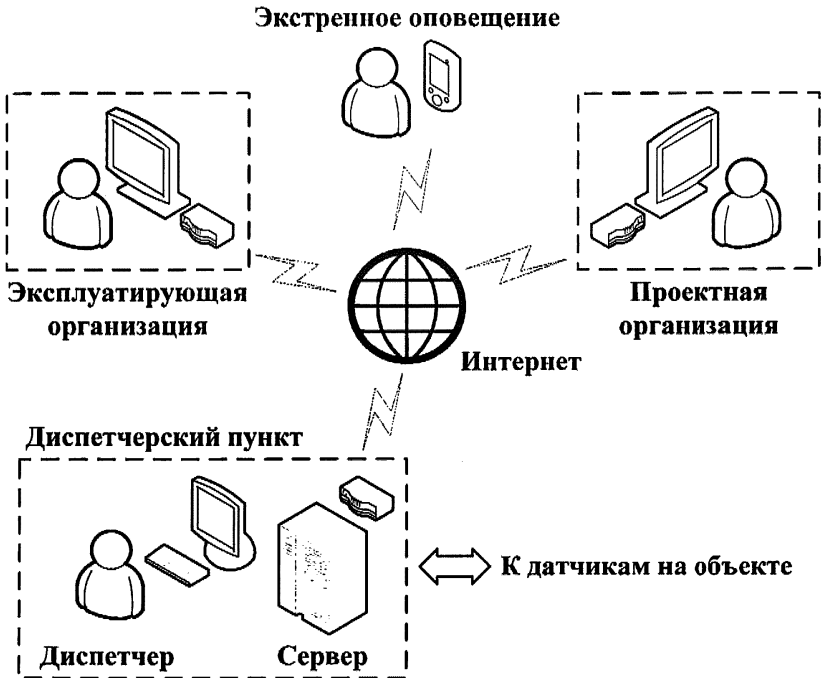 Экстренное оповещение
Эксплуатирующая
организация
Проектная
организация
Интернет
Диспетчерский пункт
К датчикам на объекте
Диспетчер
Сервер